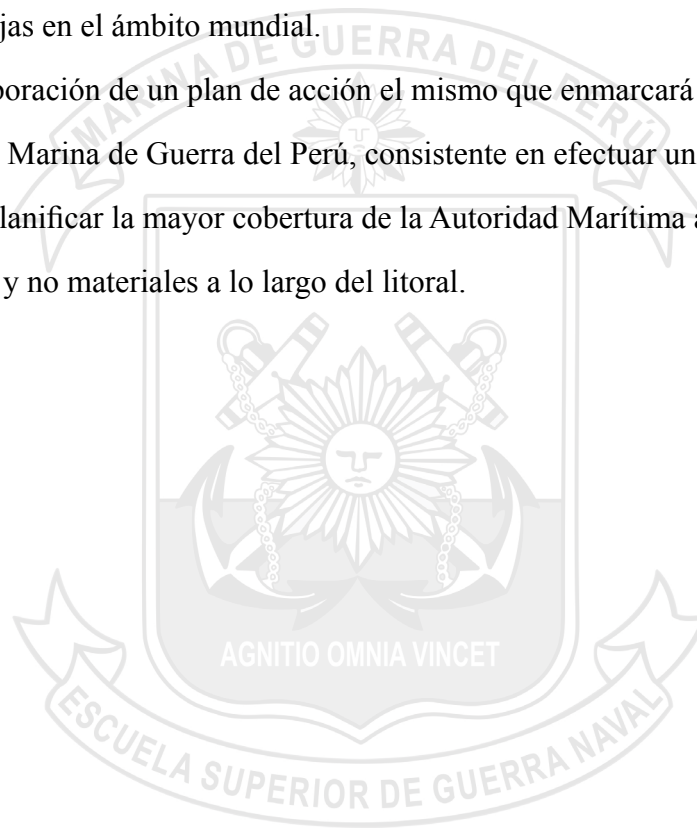 jas en el ámbito mundial.
MARINA DE GUERRA DEL PERÚ
boración de un plan de acción el mismo que enmarcará
Marina de Guerra del Perú, consistente en efectuar un
lanificar la mayor cobertura de la Autoridad Marítima
y no materiales a lo largo del litoral.
AGNITIO OMNIA VINCET
ESCUELA SUPERIOR DE GUERRA NAVAL